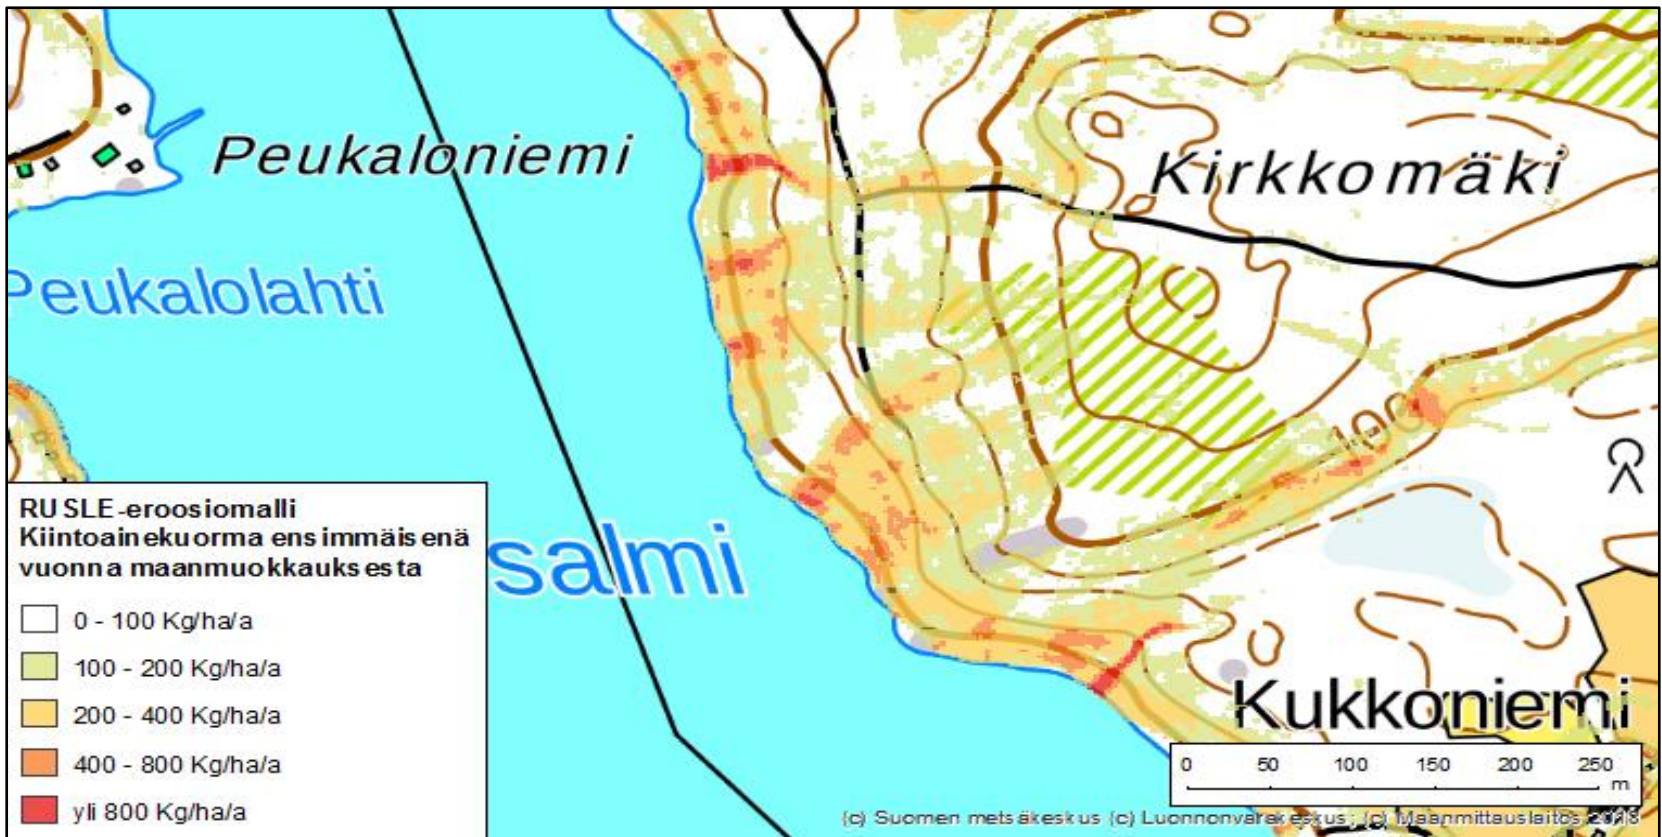 Peukaloniemi
Kirkkomäki
Peukalolahti
100
salmi
Kukkoniemi
RUSLE-eroosiomalli
Kiintoainekuorma ensimmäisenä
vuonna maanmuokkauksesta
0 - 100 Kg/ha/a
100 - 200 Kg/ha/a
200 - 400 Kg/ha/a
400 - 800 Kg/ha/a
yli 800 Kg/ha/a
0 50 100 150 200 250
m
(c) Suomen metsäkeskus (c) Luonnonvarakeskus; (c) Maanmittauslaitos 2018